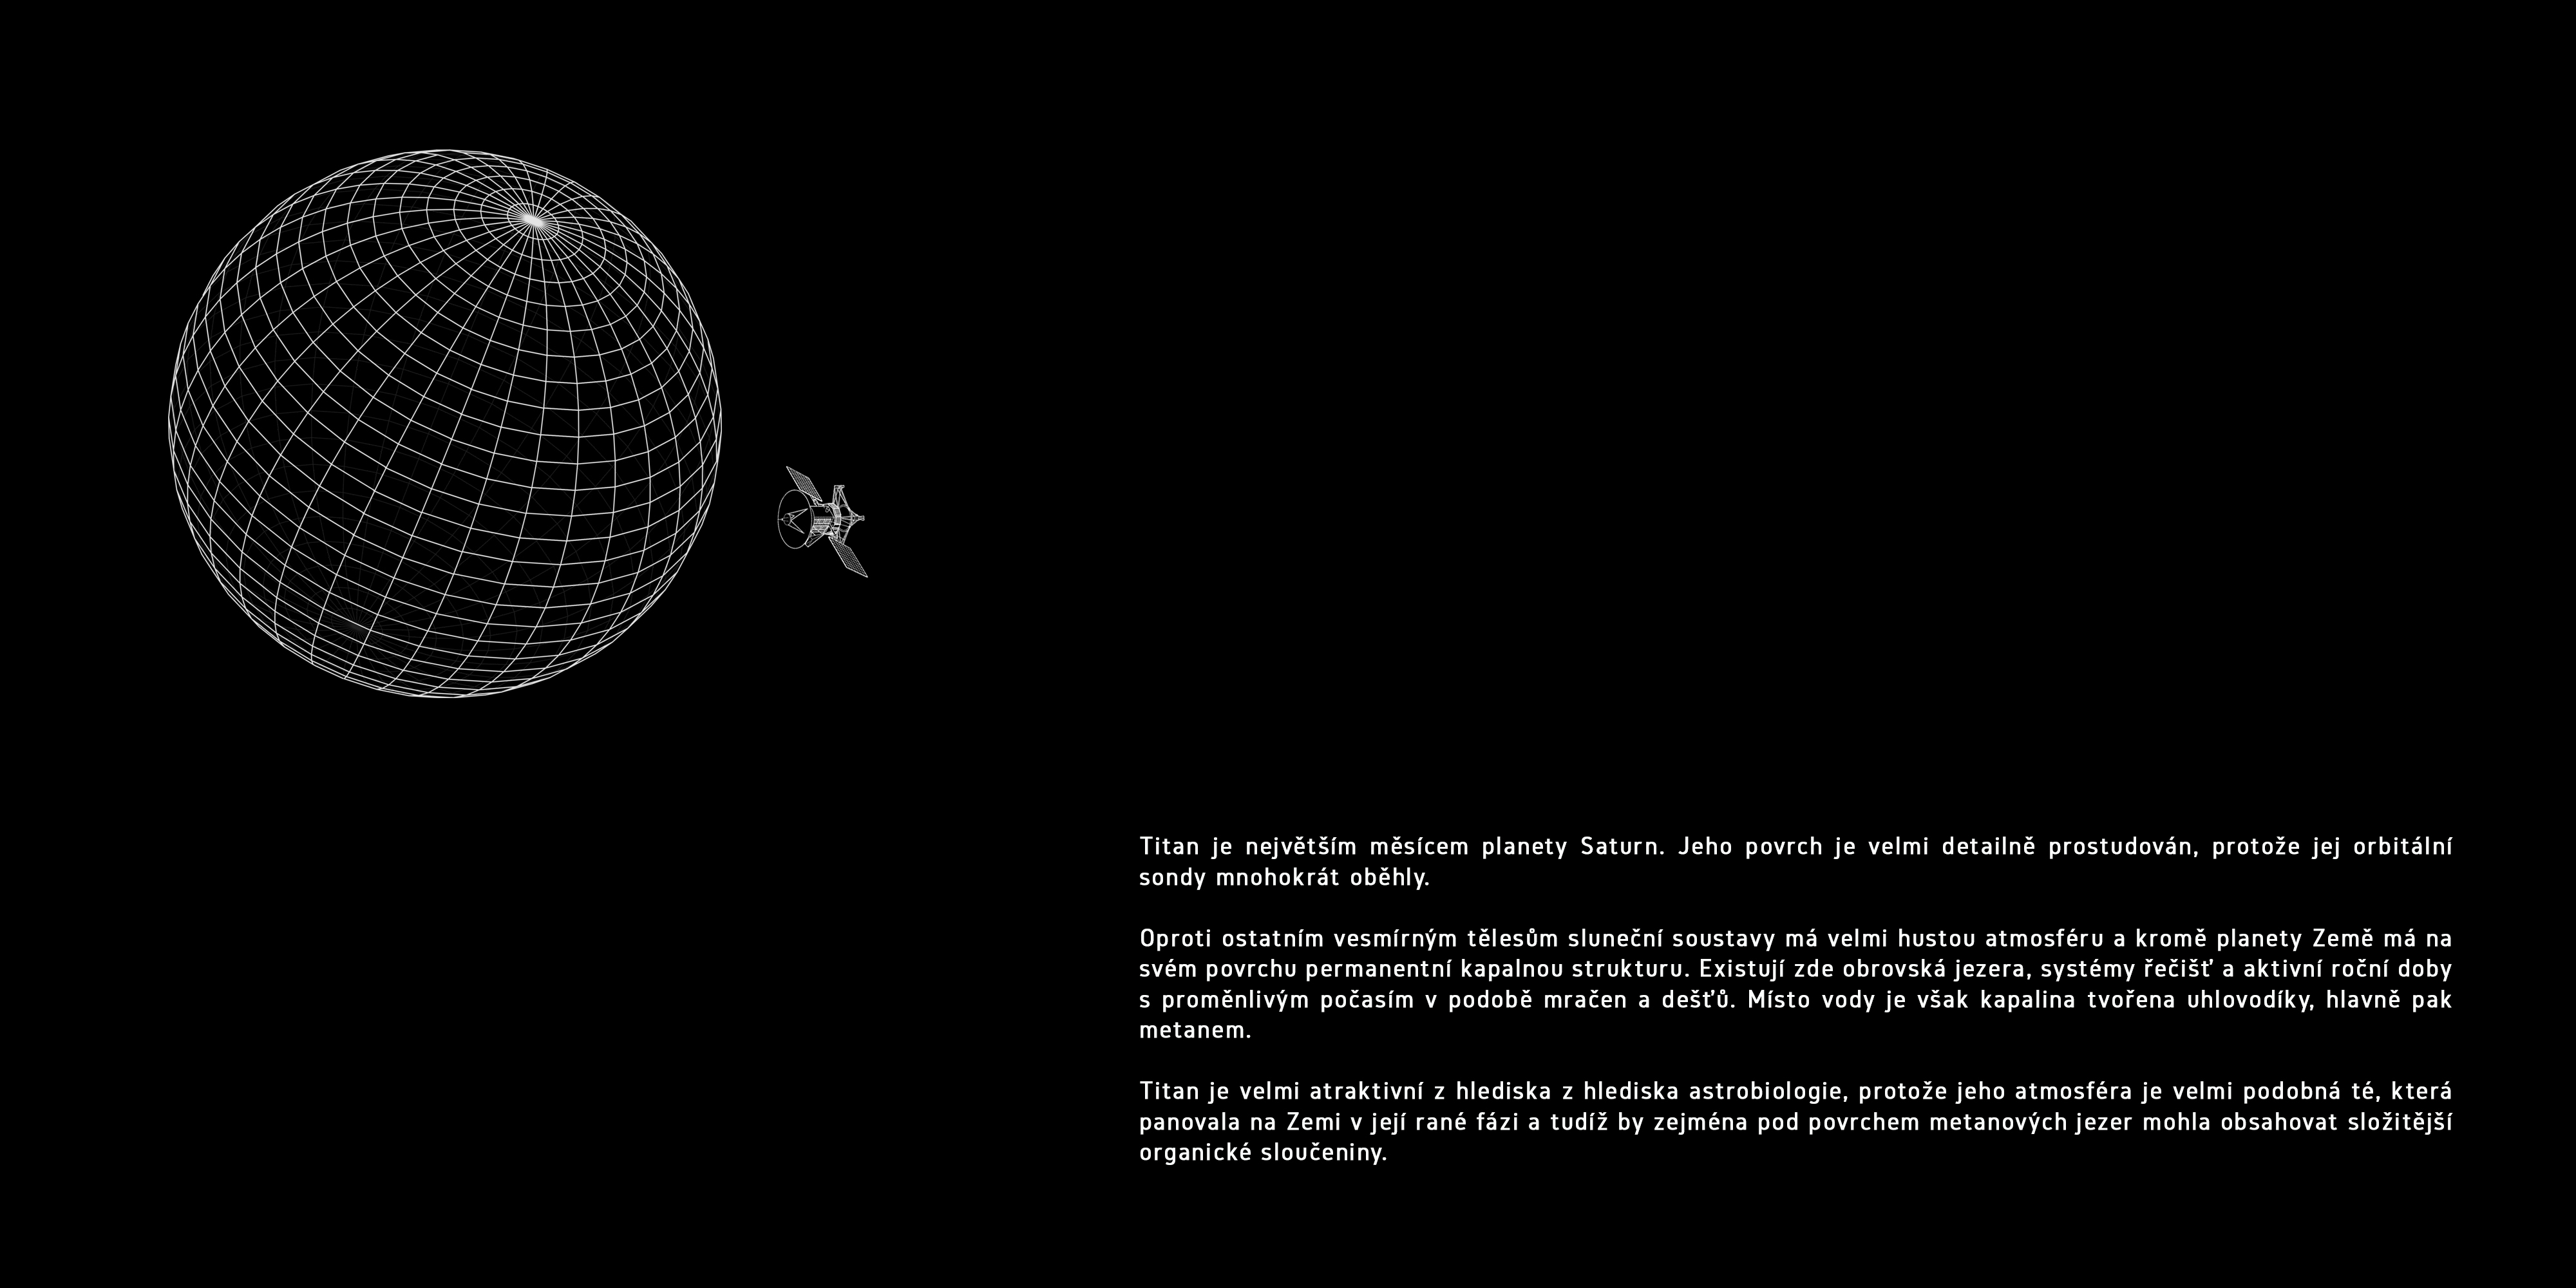 Titan je největším měsícem planety Saturn. Jeho povrch je velmi detailně prostudován, protože jej orbitální
sondy mnohokrát oběhly.
Oproti ostatním vesmírným tělesům sluneční soustavy má velmi hustou atmosféru a kromě planety Země má na
svém povrchu permanentní kapalnou strukturu. Existují zde obrovská jezera, systémy řečišť a aktivní roční doby
s proměnlivým počasím v podobě mračen a dešťů. Místo vody je však kapalina tvořena uhlovodíky, hlavně pak
metanem.
Titan je velmi atraktivní z hlediska z hlediska astrobiologie, protože jeho atmosféra je velmi podobná té, která
panovala na Zemi v její rané fázi a tudíž by zejména pod povrchem metanových jezer mohla obsahovat složitější
organické sloučeniny.